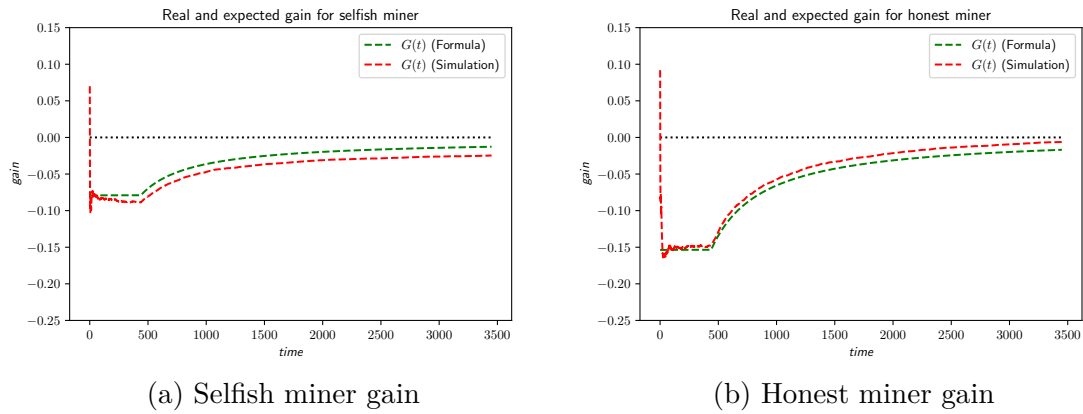 Real and expected gain for selfish miner
0.15
0.10
0.05
0.00
−0.05
−0.10
−0.15
−0.20
−0.25
gain
G(t) (Formula)
G(t) (Simulation)
0 500 1000 1500 2000 2500 3000 3500
time
(a) Selfish miner gain
Real and expected gain for honest miner
0.15
0.10
0.05
0.00
−0.05
−0.10
−0.15
−0.20
−0.25
gain
G(t) (Formula)
G(t) (Simulation)
0 500 1000 1500 2000 2500 3000 3500
time
(b) Honest miner gain